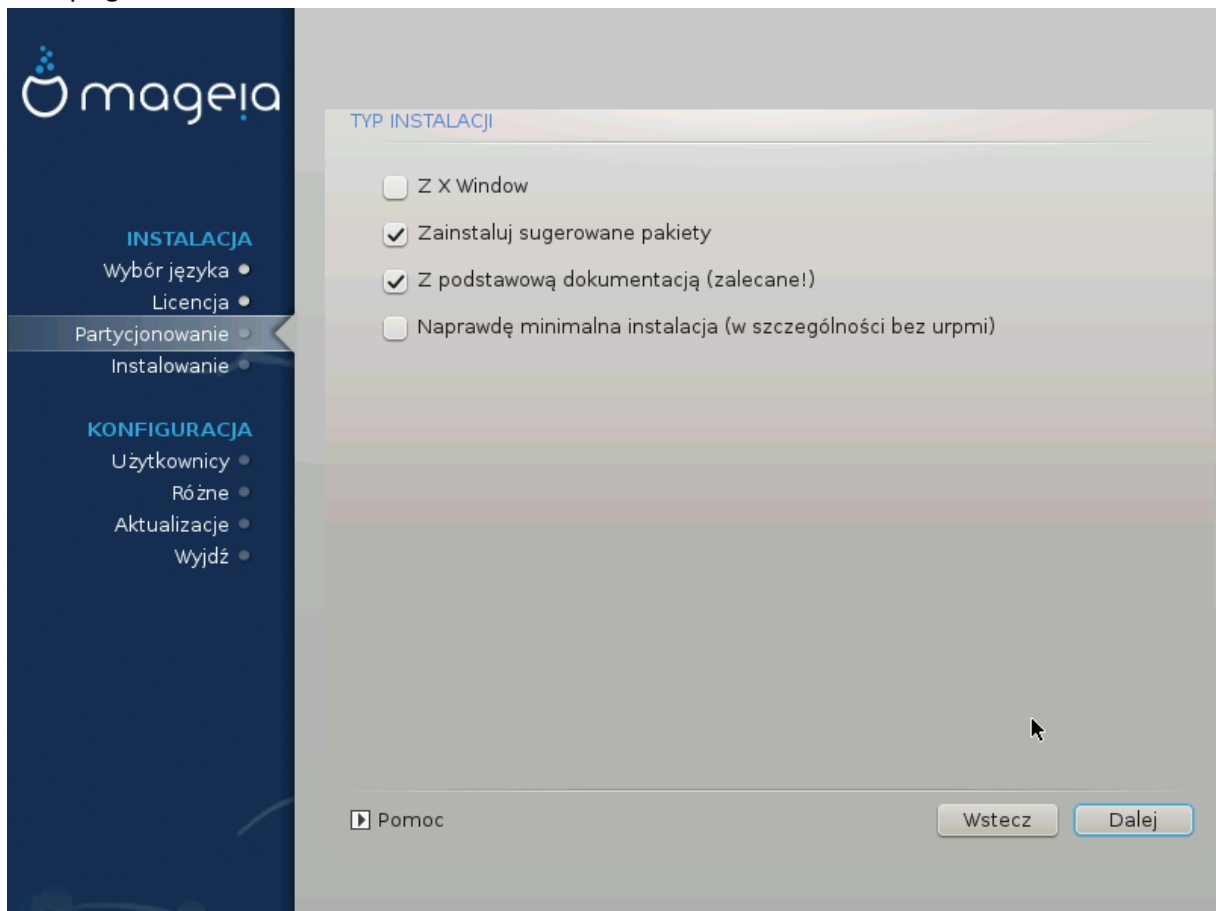 mageia
INSTALACJA
Wybór języka
Licencja
Partycjonowanie
Instalowanie
KONFIGURACJA
Użytkownicy
Różne
Aktualizacje
Wyjdź
TYP INSTALACJI
Z X Window
Zainstaluj sugerowane pakiety
Z podstawową dokumentacją (zalecane!)
Naprawdę minimalna instalacja (w szczególności bez urpmi)
Pomoc
Wstecz
Dalej